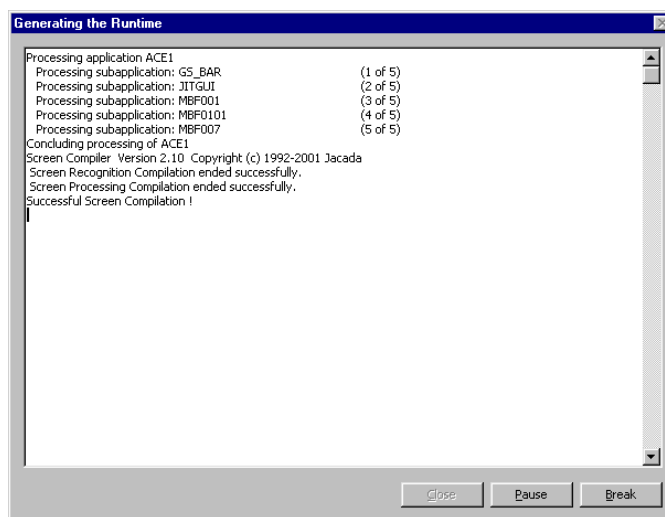 Generating the Runtime
Processing application ACE1
Processing subapplication: GS_BAR (1 of 5)
Processing subapplication: JITGUI (2 of 5)
Processing subapplication: MBF001 (3 of 5)
Processing subapplication: MBF0101 (4 of 5)
Processing subapplication: MBF007 (5 of 5)
Concluding processing of ACE1
Screen Compiler Version 2.10 Copyright (c) 1992-2001 Jacada
Screen Recognition Compilation ended successfully.
Screen Processing Compilation ended successfully.
Successful Screen Compilation !
Close Pause Break